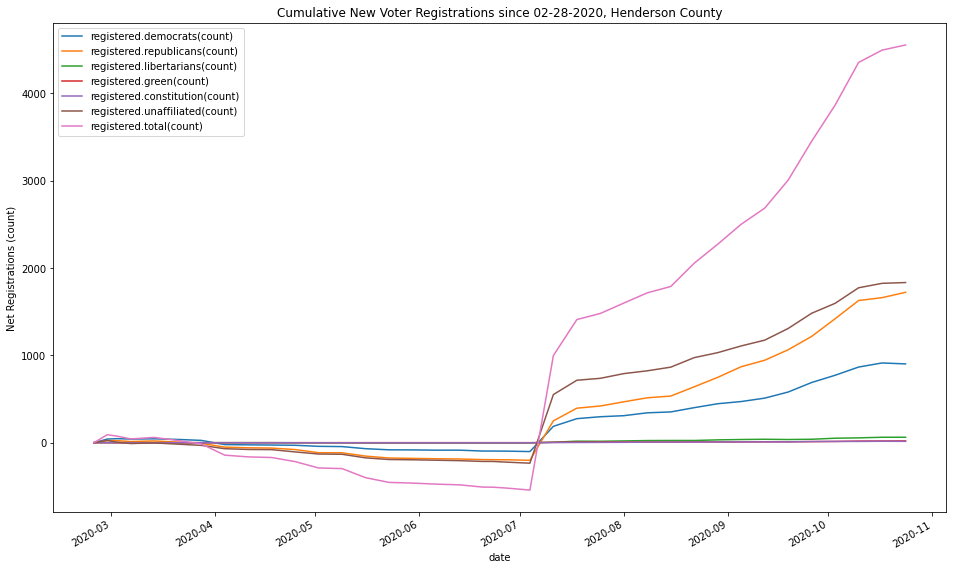 Cumulative New Voter Registrations since 02-28-2020, Henderson County
registered.democrats(count)
registered.republicans(count)
registered.libertarians(count)
registered.green(count)
registered.constitution(count)
registered.unaffiliated(count)
registered.total(count)
Net Registrations (count)
4000
3000
2000
1000
0
2020-03
2020-04
2020-05
2020-06
2020-07
2020-08
2020-09
2020-10
2020-11
date